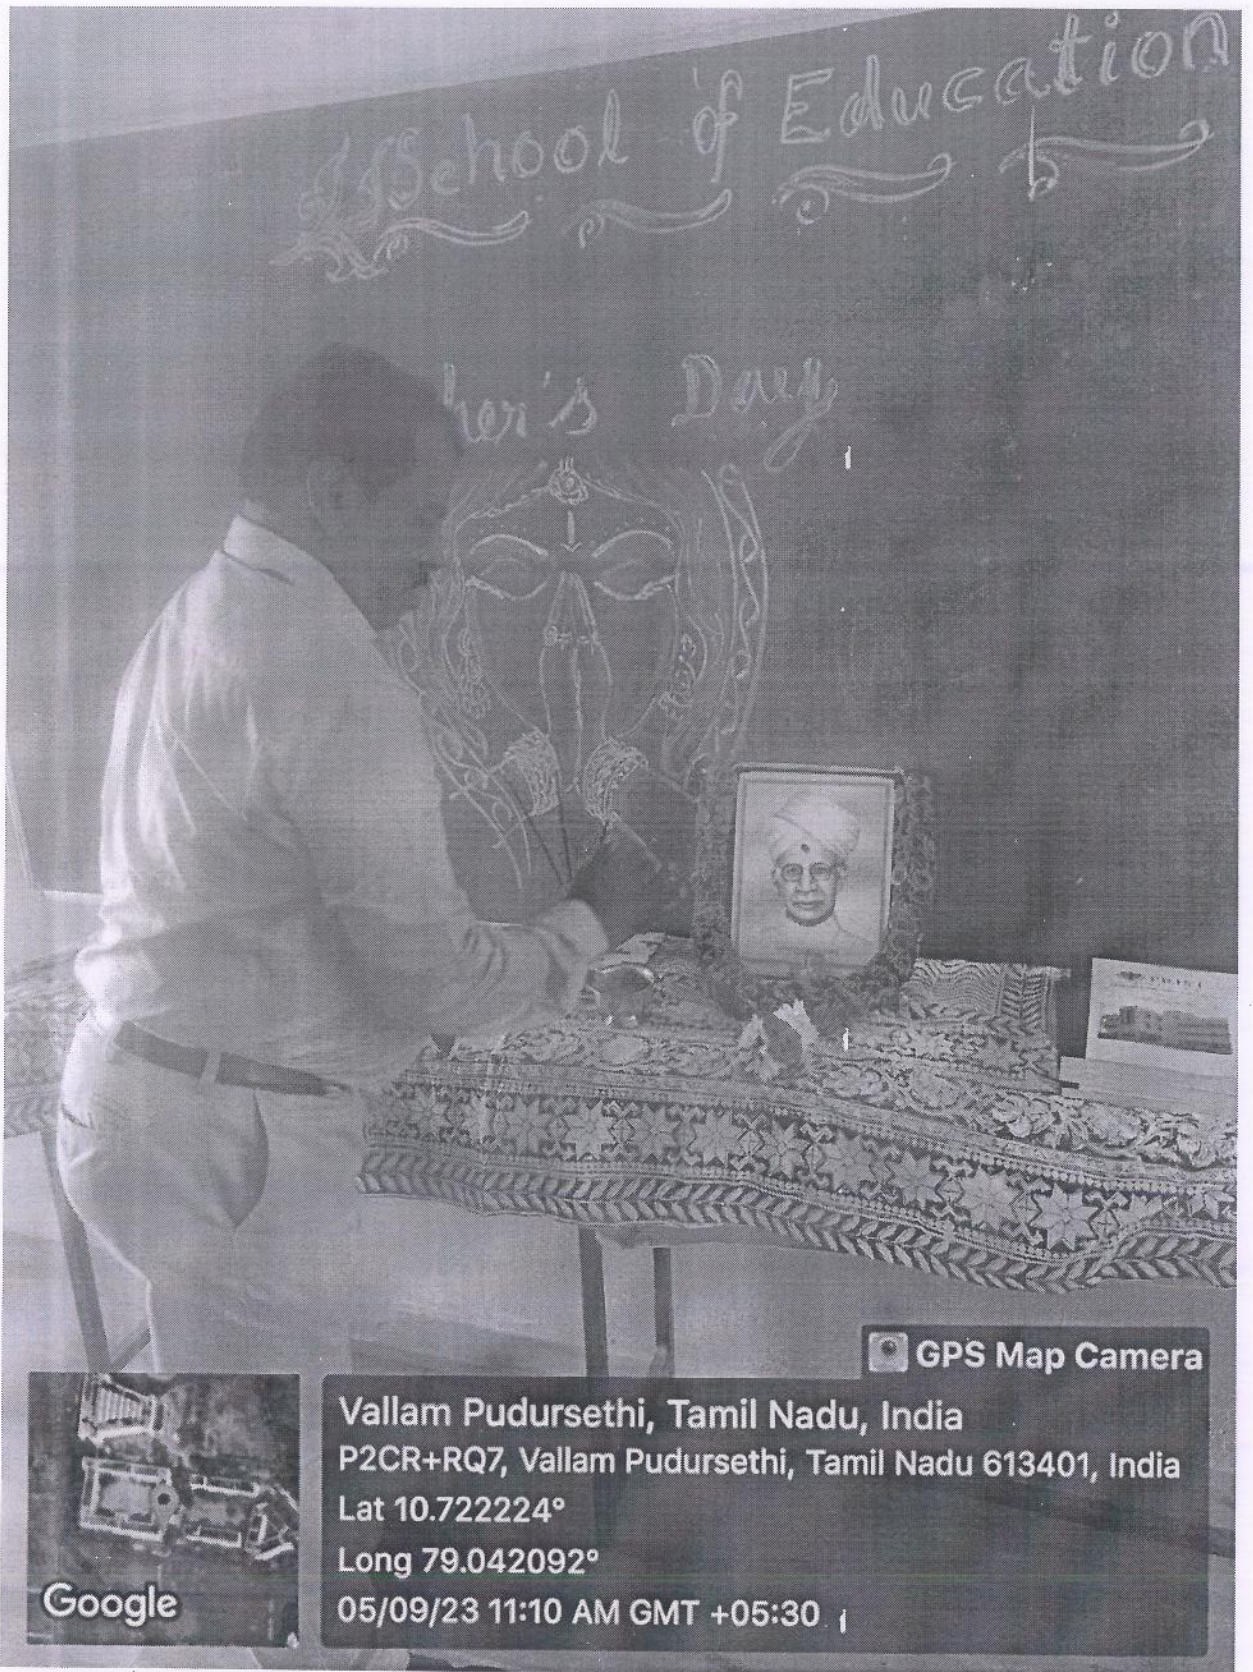 School of Education
her's Day
GPS Map Camera
Vallam Pudursethi, Tamil Nadu, India
P2CR+RQ7, Vallam Pudursethi, Tamil Nadu 613401, India
Lat 10.722224°
Long 79.042092°
05/09/23 11:10 AM GMT +05:30
Google